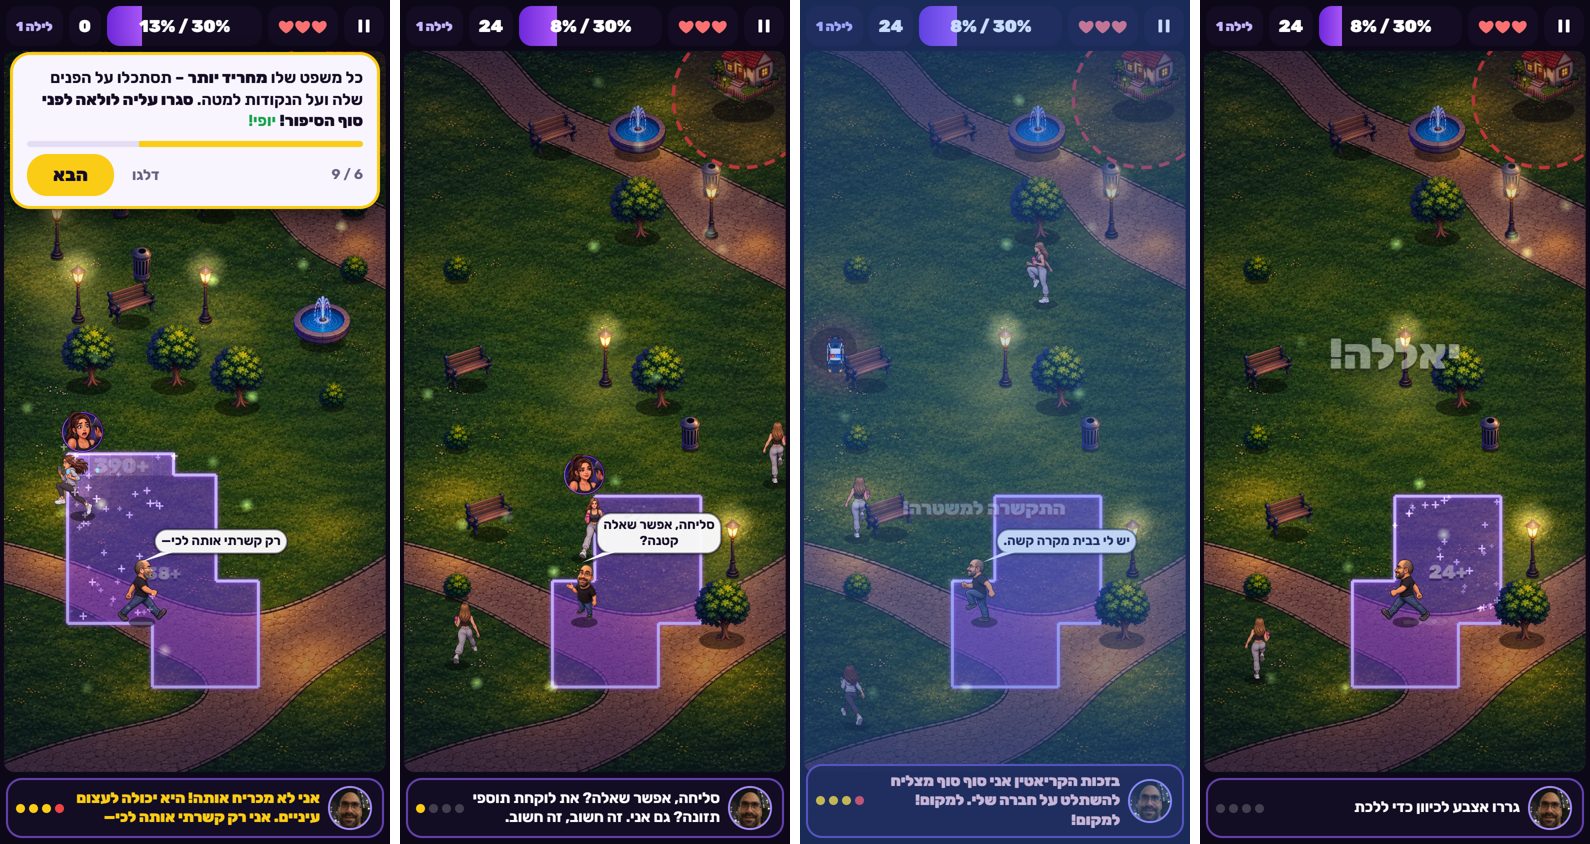 לילה 1
0
13% / 30%
כל משפט שלו מחריד יותר – תסתכלו על הפנים
שלה ועל הנקודות למטה. סגרו עליה לולאה לפני
סוף הסיפור! יופי!
9 / 6
דלגו
הבא
390+
רק קשרתי אותה לכי—
68+
אני לא מכריח אותה! היא יכולה לעצום
עיניים. אני רק קשרתי אותה לכי—
לילה 1
24
8% / 30%
סליחה, אפשר שאלה
קטנה?
סליחה, אפשר שאלה? את לוקחת תוספי
תזונה? גם אני. זה חשוב, זה חשוב.
לילה 1
24
8% / 30%
התקשרה למשטרה!
יש לי בבית מקרה קשה.
בזכות הקריאטין אני סוף סוף מצליח
להשתלט על חברה שלי. למקום!
למקום!
לילה 1
24
8% / 30%
יאללה!
24+
גררו אצבע לכיוון כדי ללכת